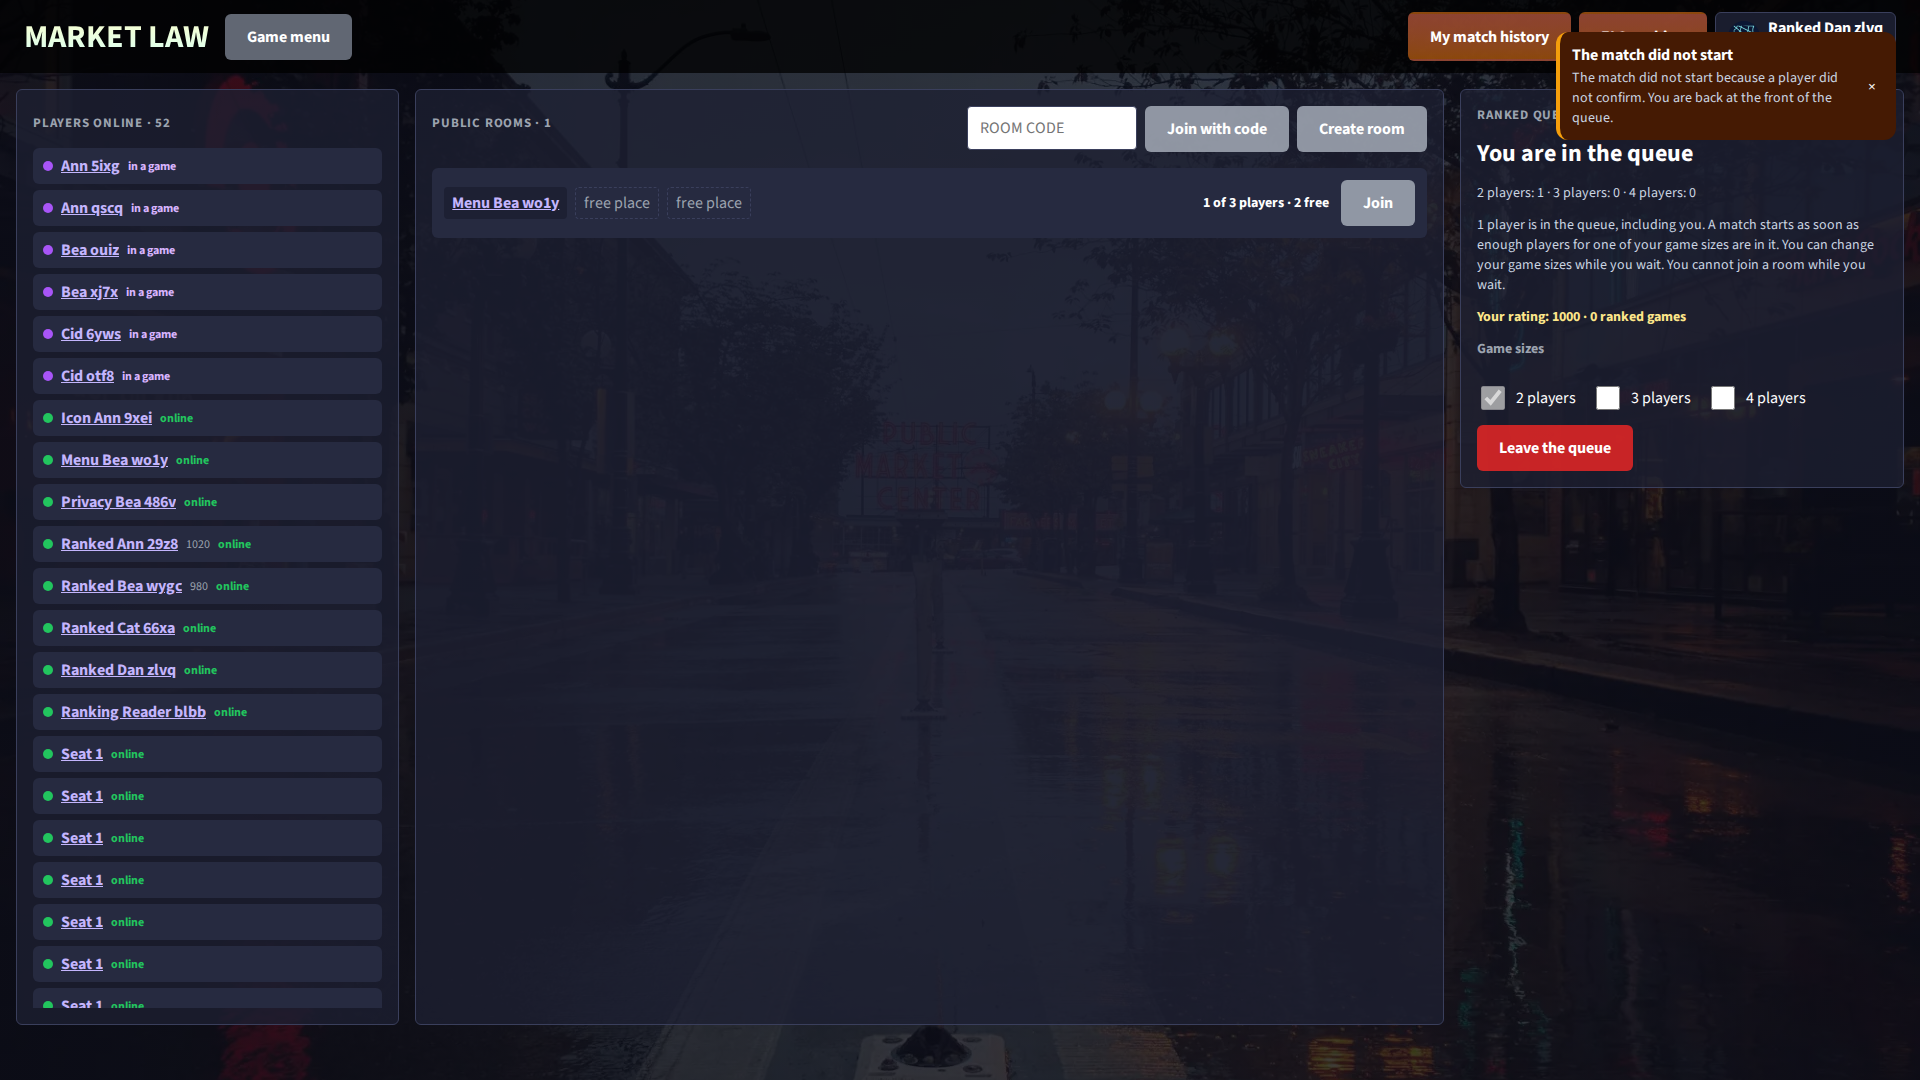 MARKET LAW
Game menu
My match history
Ranked Dan zlvq
The match did not start
The match did not start because a player did
not confirm. You are back at the front of the
queue.
×
PLAYERS ONLINE · 52
Ann 5ixg in a game
Ann qscq in a game
Bea ouiz in a game
Bea xj7x in a game
Cid 6yws in a game
Cid otf8 in a game
Icon Ann 9xei online
Menu Bea wo1y online
Privacy Bea 486v online
Ranked Ann 29z8 1020 online
Ranked Bea wygc 980 online
Ranked Cat 66xa online
Ranked Dan zlvq online
Ranking Reader blbb online
Seat 1 online
Seat 1 online
Seat 1 online
Seat 1 online
Seat 1 online
Seat 1 online
Seat 1 online
PUBLIC ROOMS · 1
ROOM CODE
Join with code
Create room
Menu Bea wo1y free place free place
1 of 3 players · 2 free
Join
RANKED
You are in the queue
2 players: 1 · 3 players: 0 · 4 players: 0
1 player is in the queue, including you. A match starts as soon as
enough players for one of your game sizes are in it. You can change
your game sizes while you wait. You cannot join a room while you
wait.
Your rating: 1000 · 0 ranked games
Game sizes
2 players 3 players 4 players
Leave the queue